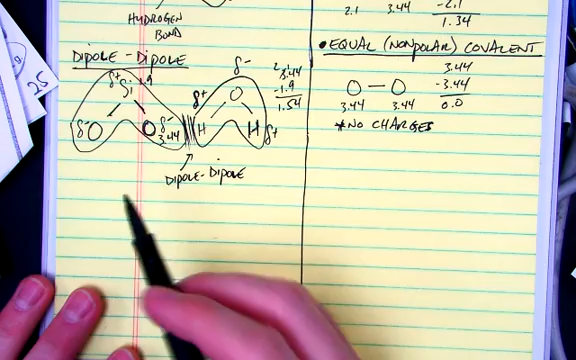 HYDROGEN
BOND
DIPOLE-DIPOLE
δ+ Si 1.9
δ- O
O δ-
3.44
δ-
δ+ O
H H δ+
3.44
-1.9
1.54
DIPOLE-DIPOLE
2.1 3.44 -2.1
1.34
•EQUAL (NONPOLAR) COVALENT
O — O
3.44 3.44
3.44
-3.44
0.0
*NO CHARGES
25